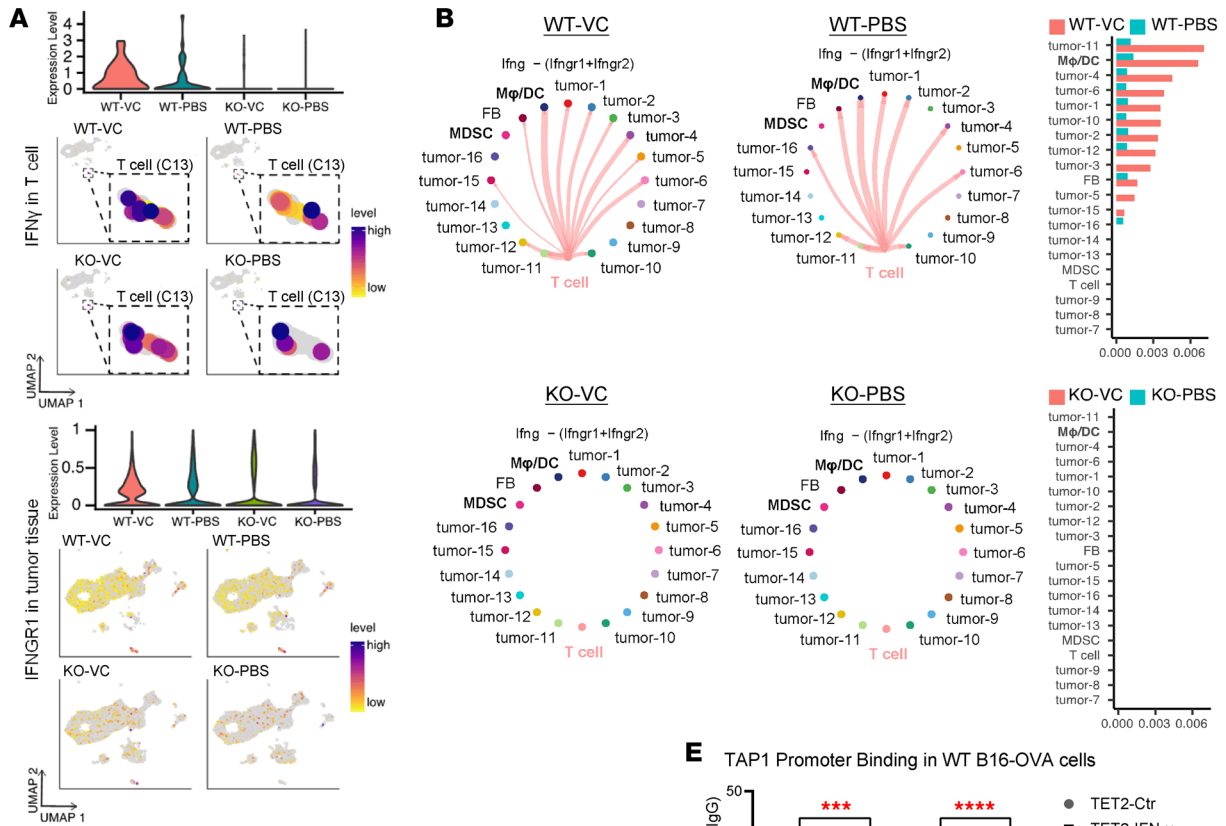 A
Expression Level
4
3
2
1
0
WT-VC WT-PBS KO-VC KO-PBS
IFNγ in T cell
WT-VC WT-PBS
T cell (C13) T cell (C13)
KO-VC KO-PBS
T cell (C13) T cell (C13)
level
high
low
UMAP 2
UMAP 1
Expression Level
1
0.5
0
WT-VC WT-PBS KO-VC KO-PBS
IFNGR1 in tumor tissue
WT-VC WT-PBS
KO-VC KO-PBS
level
high
low
UMAP 2
UMAP 1
B
WT-VC
Ifng – (Ifngr1+Ifngr2)
tumor-1
tumor-2
tumor-3
tumor-4
tumor-5
tumor-6
tumor-7
tumor-8
tumor-9
tumor-10
T cell
tumor-11
tumor-12
tumor-13
tumor-14
tumor-15
tumor-16
MDSC
FB
Mφ/DC
WT-PBS
Ifng – (Ifngr1+Ifngr2)
tumor-1
tumor-2
tumor-3
tumor-4
tumor-5
tumor-6
tumor-7
tumor-8
tumor-9
tumor-10
T cell
tumor-11
tumor-12
tumor-13
tumor-14
tumor-15
tumor-16
MDSC
FB
Mφ/DC
WT-VC WT-PBS
tumor-11
Mφ/DC
tumor-4
tumor-6
tumor-1
tumor-10
tumor-2
tumor-12
tumor-3
FB
tumor-5
tumor-15
tumor-16
tumor-14
tumor-13
MDSC
T cell
tumor-9
tumor-8
tumor-7
0.000 0.003 0.006
KO-VC
Ifng – (Ifngr1+Ifngr2)
tumor-1
tumor-2
tumor-3
tumor-4
tumor-5
tumor-6
tumor-7
tumor-8
tumor-9
tumor-10
T cell
tumor-11
tumor-12
tumor-13
tumor-14
tumor-15
tumor-16
MDSC
FB
Mφ/DC
KO-PBS
Ifng – (Ifngr1+Ifngr2)
tumor-1
tumor-2
tumor-3
tumor-4
tumor-5
tumor-6
tumor-7
tumor-8
tumor-9
tumor-10
T cell
tumor-11
tumor-12
tumor-13
tumor-14
tumor-15
tumor-16
MDSC
FB
Mφ/DC
KO-VC KO-PBS
tumor-11
Mφ/DC
tumor-4
tumor-6
tumor-1
tumor-10
tumor-2
tumor-12
tumor-3
FB
tumor-5
tumor-15
tumor-16
tumor-14
tumor-13
MDSC
T cell
tumor-9
tumor-8
tumor-7
0.000 0.003 0.006
E
TAP1 Promoter Binding in WT B16-OVA cells
50
IgG)
*** ****
TET2-Ctr